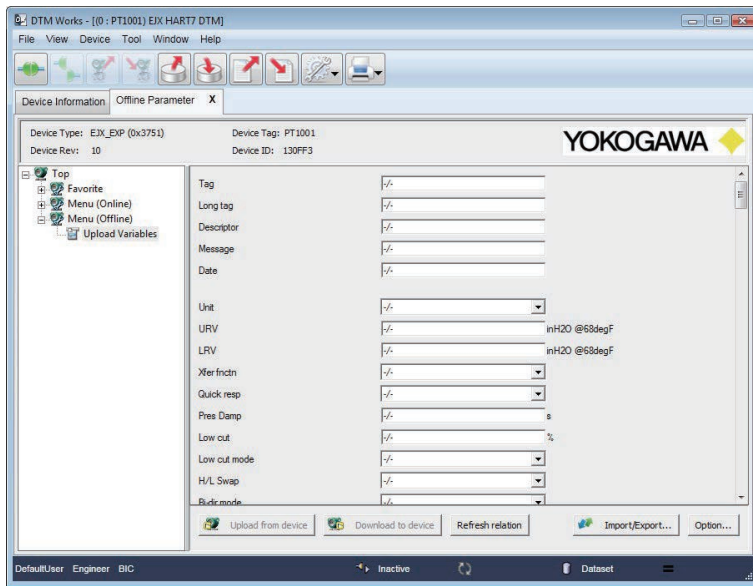 DTM Works - [(0 : PT1001) EJX HART7 DTM]
File View Device Tool Window Help
Device Information Offline Parameter X
Device Type: EJX_EXP (0x3751) Device Tag: PT1001
Device Rev: 10 Device ID: 130FF3
YOKOGAWA
Top
Favorite
Menu (Online)
Menu (Offline)
Upload Variables
Tag -/-
Long tag -/-
Descriptor -/-
Message -/-
Date -/-
Unit -/-
URV -/- inH2O @68degF
LRV -/- inH2O @68degF
Xfer fnctn -/-
Quick resp -/-
Pres Damp -/- s
Low cut -/- %
Low cut mode -/-
H/L Swap -/-
Bi-dir mode -/-
Upload from device Download to device Refresh relation Import/Export... Option...
DefaultUser Engineer BIC Inactive Dataset